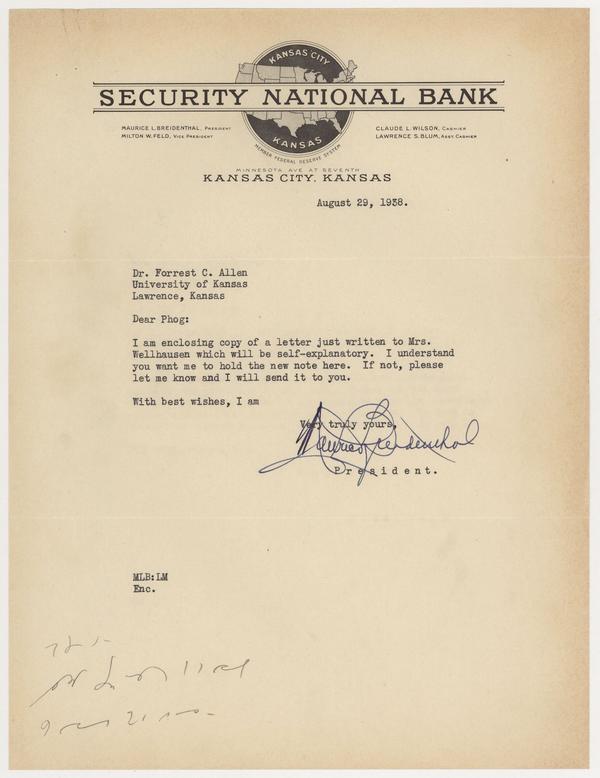 KANSAS CITY
SECURITY NATIONAL BANK
KANSAS
MEMBER FEDERAL RESERVE SYSTEM
MAURICE L. BREIDENTHAL, PRESIDENT
MILTON W. FELD, VICE PRESIDENT
CLAUDE L. WILSON, CASHIER
LAWRENCE S. BLUM, ASST. CASHIER
MINNESOTA AVE AT SEVENTH
KANSAS CITY, KANSAS
August 29, 1938.
Dr. Forrest C. Allen
University of Kansas
Lawrence, Kansas
Dear Phog:
I am enclosing copy of a letter just written to Mrs.
Wellhausen which will be self-explanatory. I understand
you want me to hold the new note here. If not, please
let me know and I will send it to you.
With best wishes, I am
Very truly yours,
Maurice Breidenthal
President.
MLB:LM
Enc.